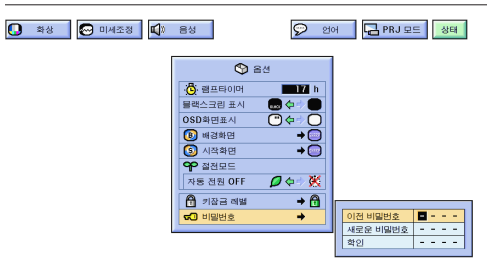 화상 미세조정 음성 언어 PRJ 모드 상태
옵션
램프타이머 17 h
블랙스크린 표시
OSD화면표시
배경화면
시작화면
절전모드
자동 전원 OFF
키잠금 레벨
비밀번호
이전 비밀번호 - - - -
새로운 비밀번호 - - - -
확인 - - - -